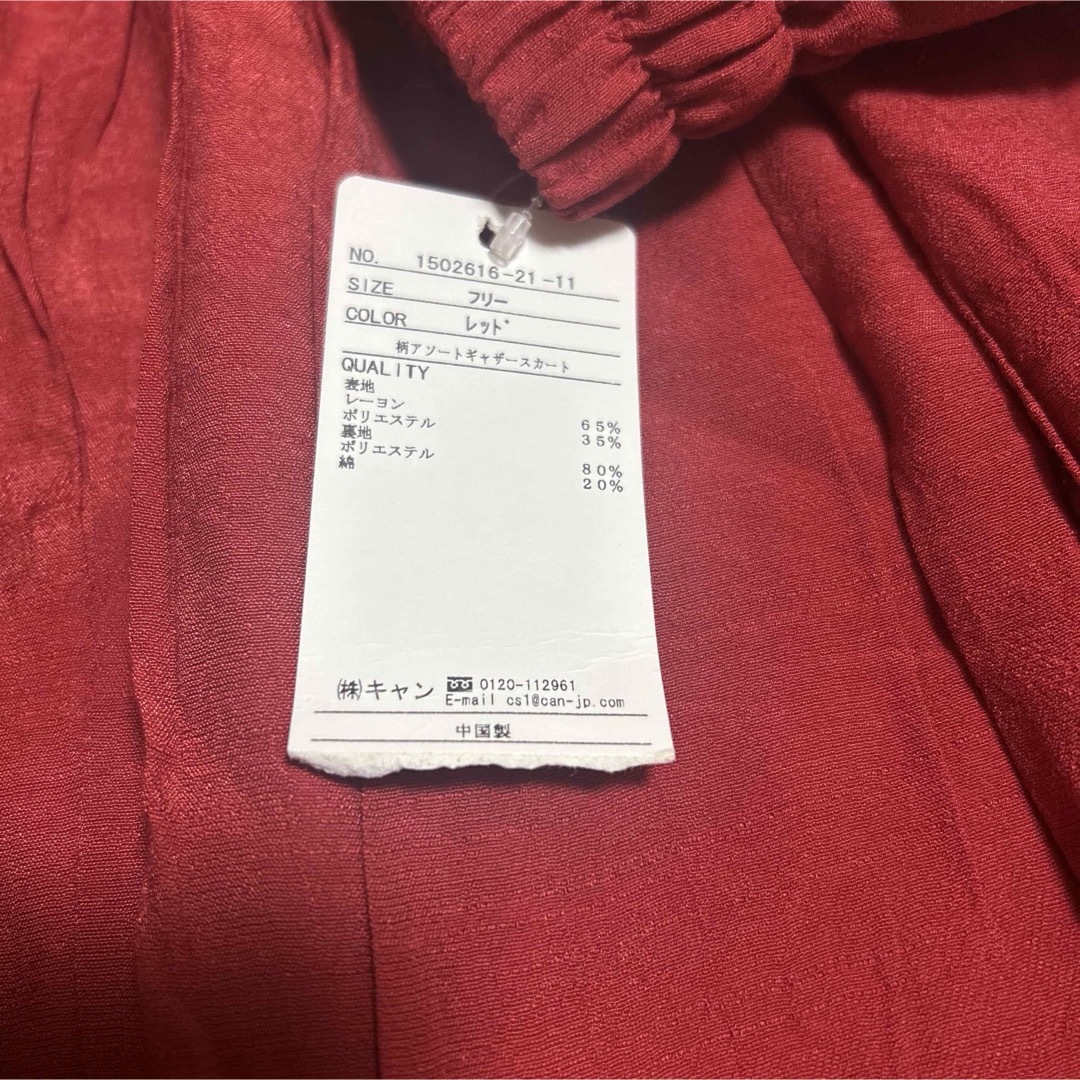 NO. 1502616-21-11
SIZE フリー
COLOR レッド
柄アソートギャザースカート
QUALITY
表地
レーヨン 65%
ポリエステル 35%
裏地
ポリエステル 80%
綿 20%
㈱キャン 0120-112961
E-mail cs1@can-jp.com
中国製